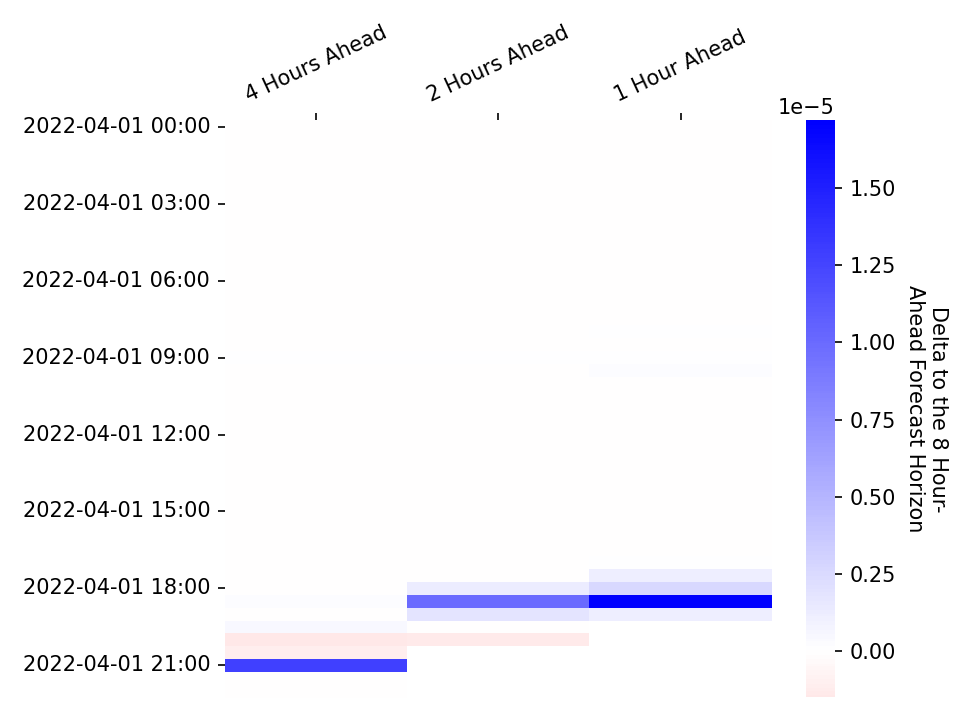 4 Hours Ahead
2 Hours Ahead
1 Hour Ahead
1e−5
2022-04-01 00:00
2022-04-01 03:00
2022-04-01 06:00
2022-04-01 09:00
2022-04-01 12:00
2022-04-01 15:00
2022-04-01 18:00
2022-04-01 21:00
1.50
1.25
1.00
0.75
0.50
0.25
0.00
Delta to the 8 Hour-
Ahead Forecast Horizon